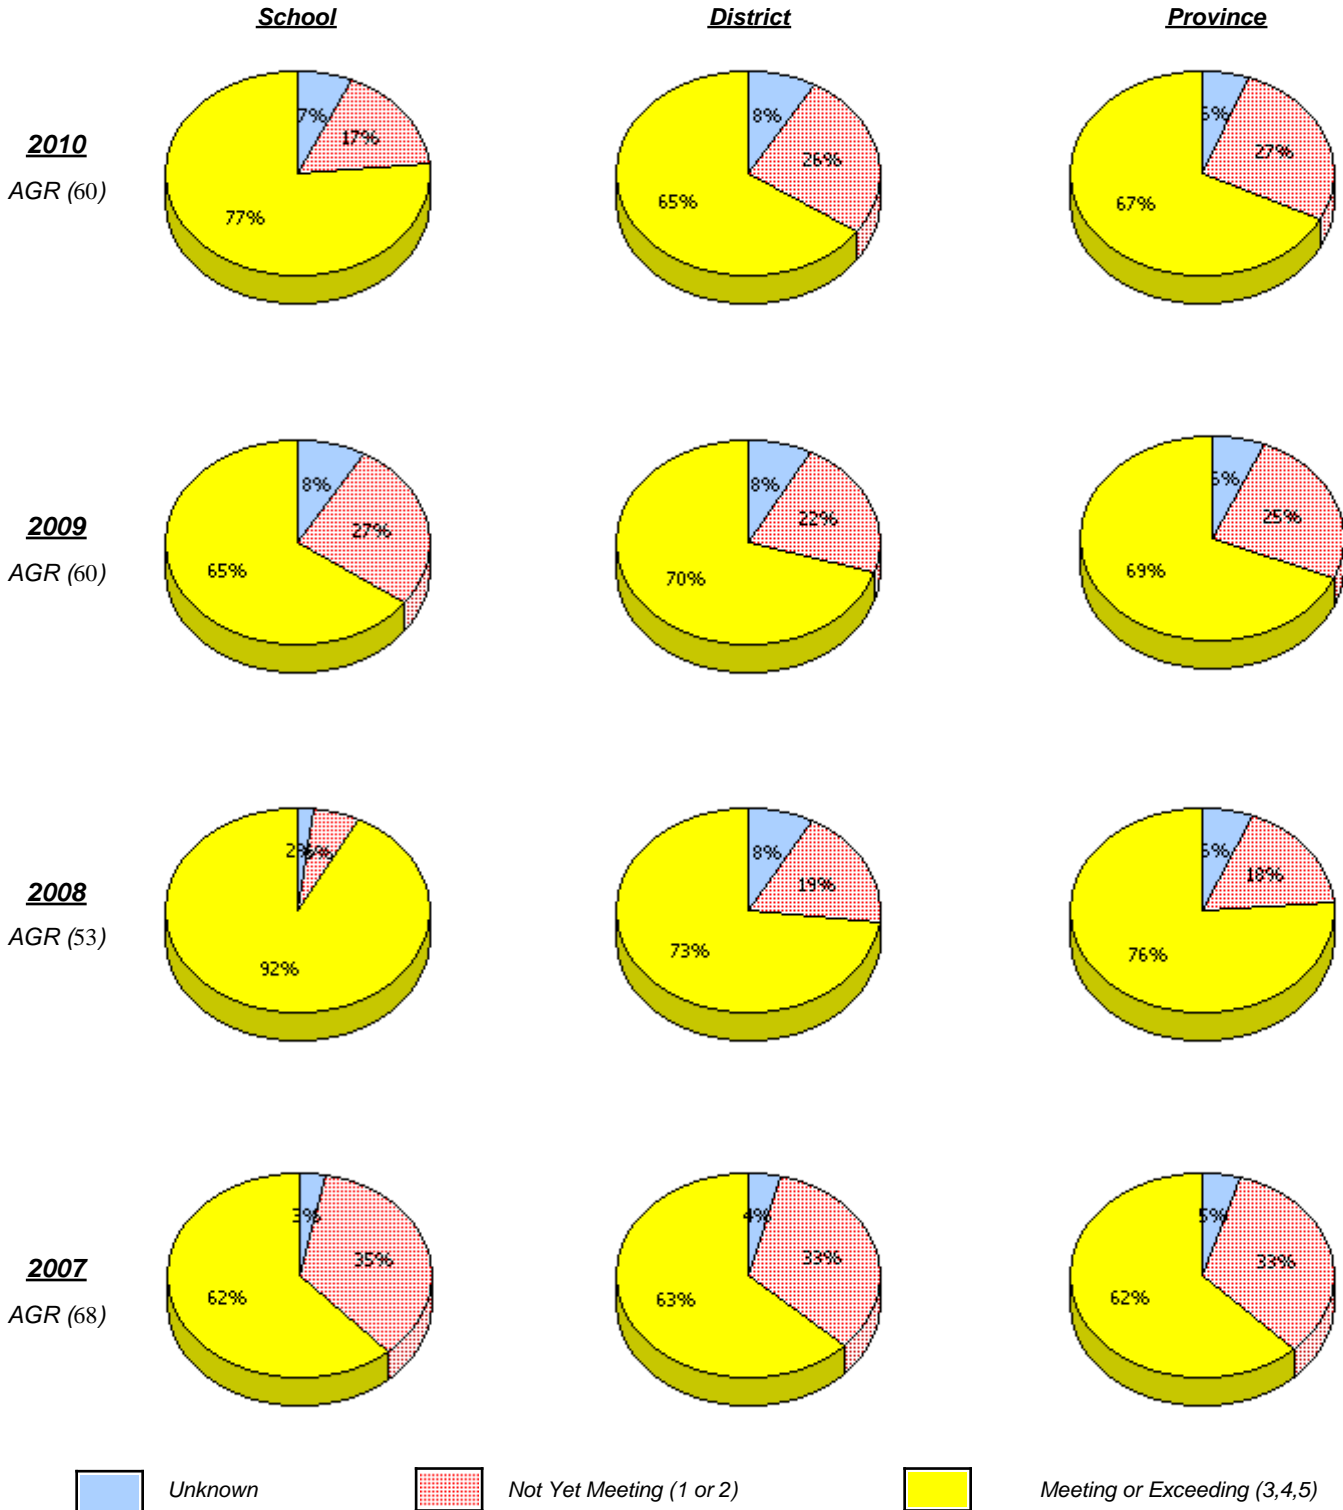 School District Province
2010
AGR (60)
7% 17% 77%
8% 26% 65%
27% 67%
2009
AGR (60)
8% 27% 65%
8% 22% 70%
25% 69%
2008
AGR (53)
2% 92%
8% 19% 73%
18% 76%
2007
AGR (68)
3% 35% 62%
4% 33% 63%
5% 33% 62%
Unknown Not Yet Meeting (1 or 2) Meeting or Exceeding (3,4,5)